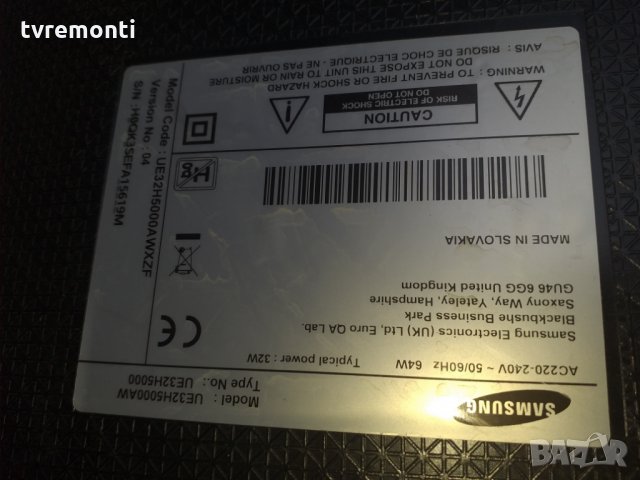 tvremonti
SAMSUNG
Model : UE32H5000AW
Type No.: UE32H5000
AC220-240V ~ 50/60Hz 64W
Typical power : 32W
Samsung Electronics (UK) Ltd, Euro QA Lab.
Blackbushe Business Park
Saxony Way, Yateley, Hampshire
GU46 6GG United Kingdom
CE
MADE IN SLOVAKIA
CAUTION
RISK OF ELECTRIC SHOCK
DO NOT OPEN
WARNING : TO PREVENT FIRE OR SHOCK HAZARD
DO NOT EXPOSE THIS UNIT TO RAIN OR MOISTURE
AVIS : RISQUE DE CHOC ELECTRIQUE - NE PAS OUVRIR
Model Code : UE32H5000AWXZF
Version No : 04
S/N : H9QK3SEFA15619M
Hg
BAZAR